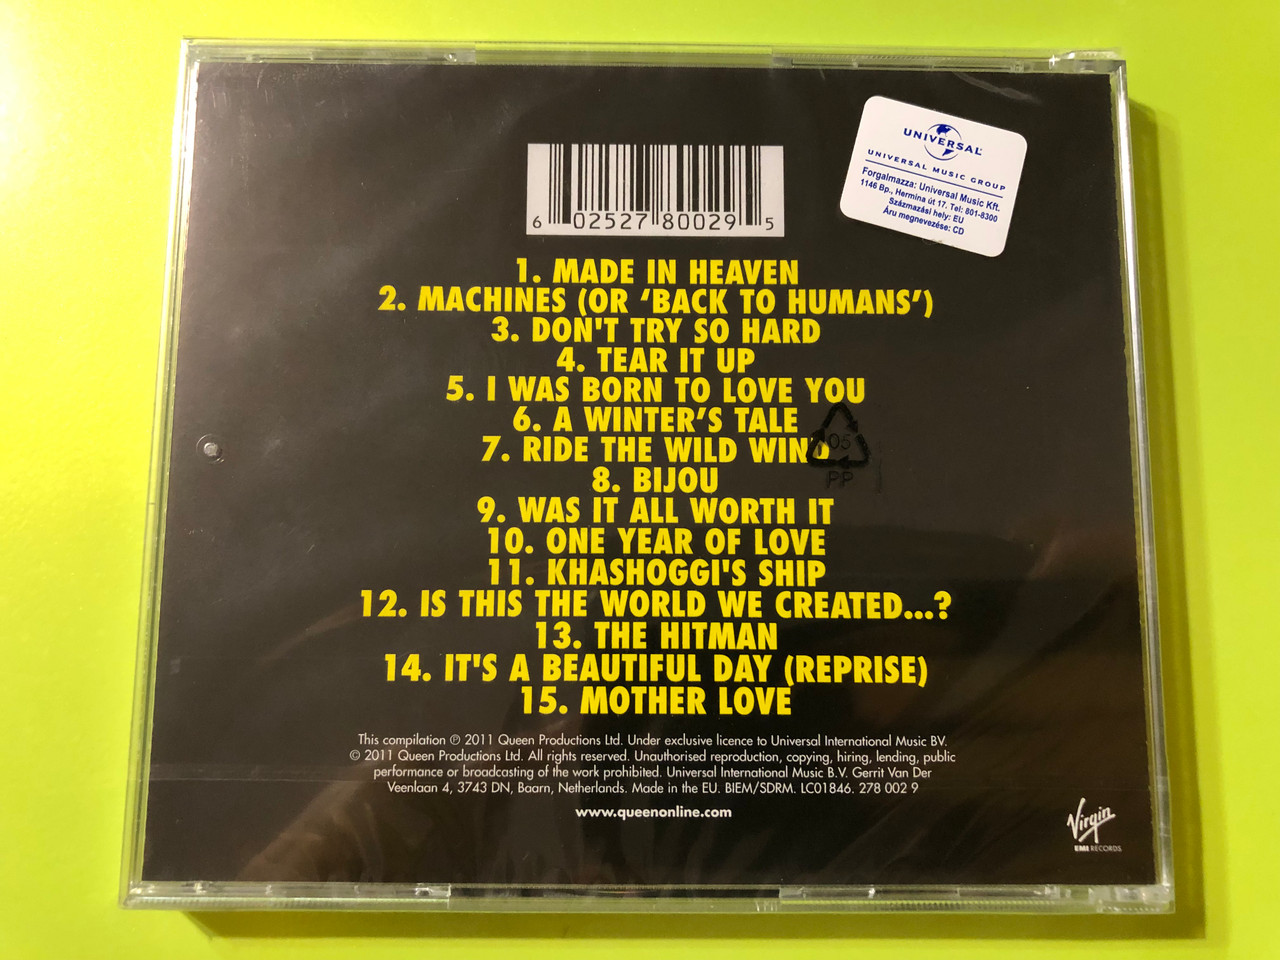 6 02527 80029 5
UNIVERSAL
UNIVERSAL MUSIC GROUP
Forgalmazza: Universal Music Kft.
1146 Bp., Hermina út 17. Tel: 801-8300
Származási hely: EU
Áru megnevezése: CD
1. MADE IN HEAVEN
2. MACHINES (OR ‘BACK TO HUMANS’)
3. DON'T TRY SO HARD
4. TEAR IT UP
5. I WAS BORN TO LOVE YOU
6. A WINTER’S TALE
7. RIDE THE WILD WIND
05
PP
8. BIJOU
9. WAS IT ALL WORTH IT
10. ONE YEAR OF LOVE
11. KHASHOGGI'S SHIP
12. IS THIS THE WORLD WE CREATED...?
13. THE HITMAN
14. IT'S A BEAUTIFUL DAY (REPRISE)
15. MOTHER LOVE
This compilation ℗ 2011 Queen Productions Ltd. Under exclusive licence to Universal International Music BV.
© 2011 Queen Productions Ltd. All rights reserved. Unauthorised reproduction, copying, hiring, lending, public
performance or broadcasting of the work prohibited. Universal International Music B.V. Gerrit Van Der
Veenlaan 4, 3743 DN, Baarn, Netherlands. Made in the EU. BIEM/SDRM. LC01846. 278 002 9
www.queenonline.com
Virgin
EMI RECORDS